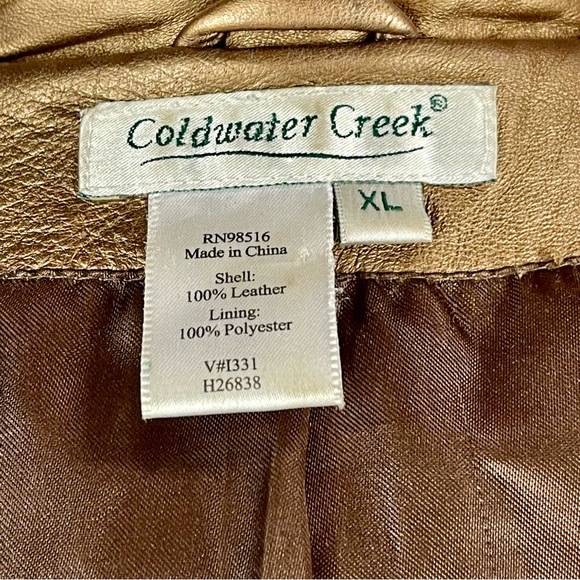 Coldwater Creek®
XL
RN98516
Made in China
Shell:
100% Leather
Lining:
100% Polyester
V#I331
H26838